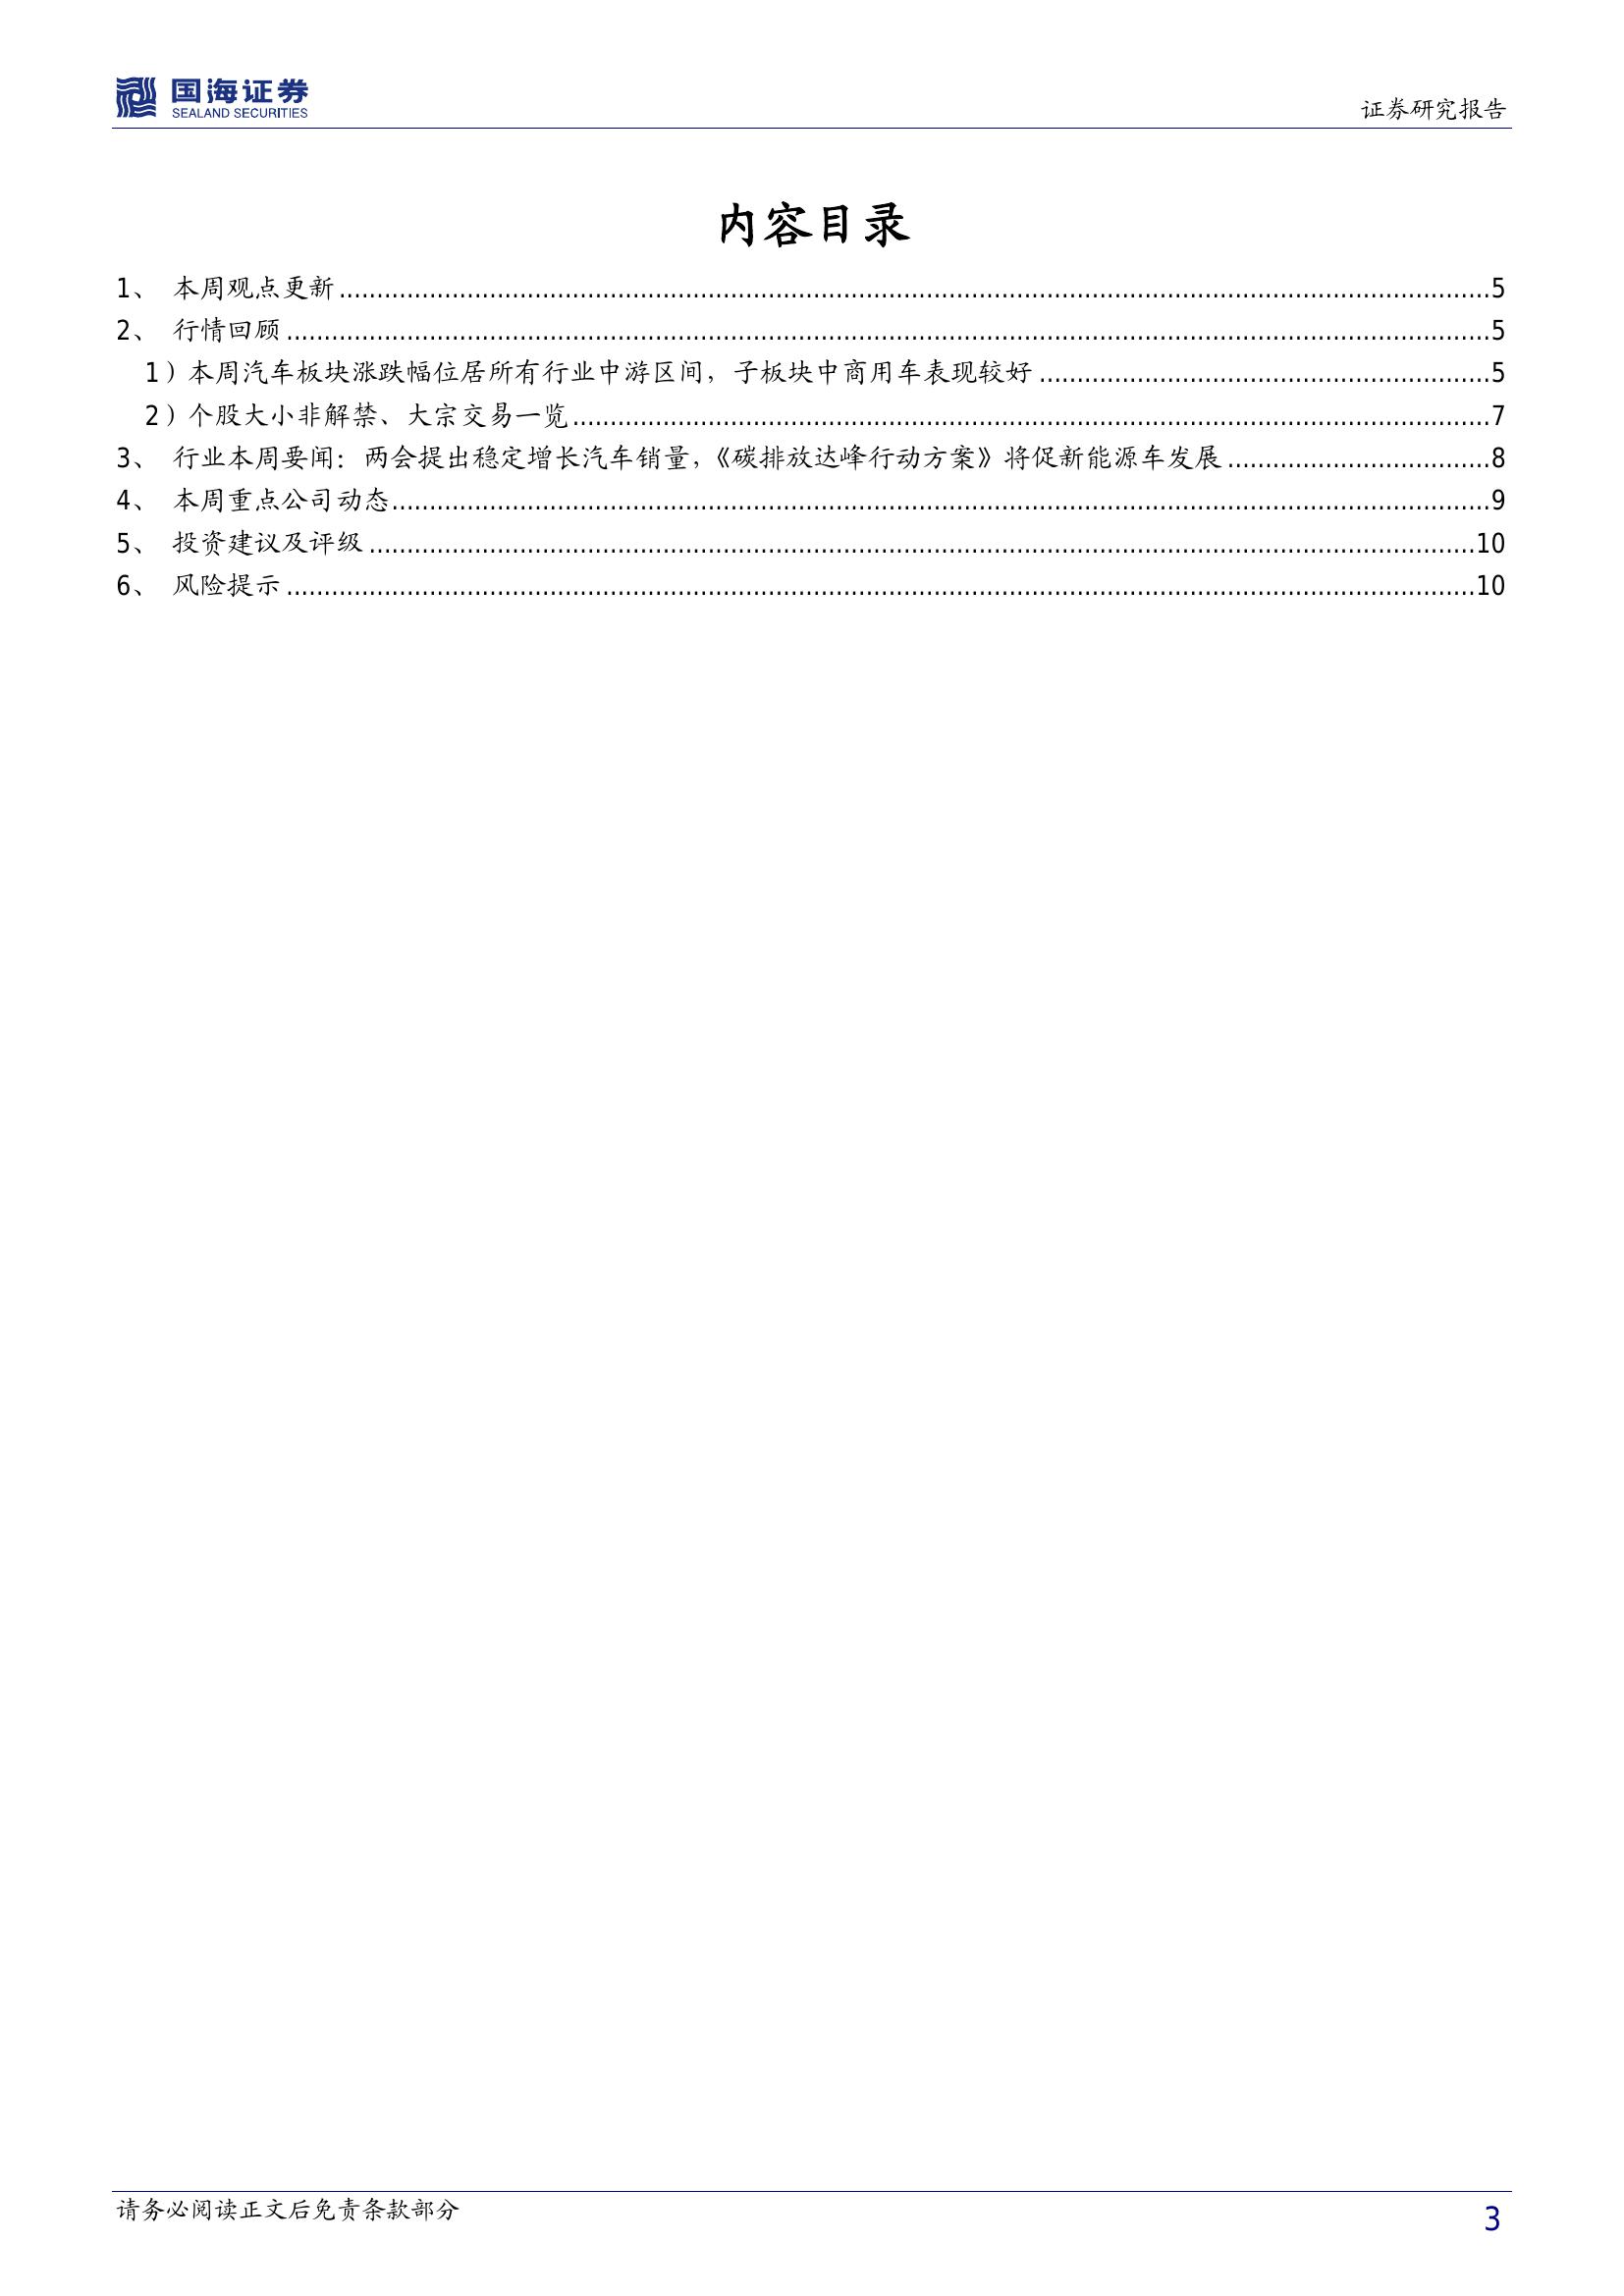 国海证券
SEALAND SECURITIES
证券研究报告
内容目录
1、 本周观点更新....................5
2、 行情回顾....................5
1）本周汽车板块涨跌幅位居所有行业中游区间，子板块中商用车表现较好....................5
2）个股大小非解禁、大宗交易一览....................7
3、 行业本周要闻：两会提出稳定增长汽车销量，《碳排放达峰行动方案》将促新能源车发展....................8
4、 本周重点公司动态....................9
5、 投资建议及评级....................10
6、 风险提示....................10
请务必阅读正文后免责条款部分
3